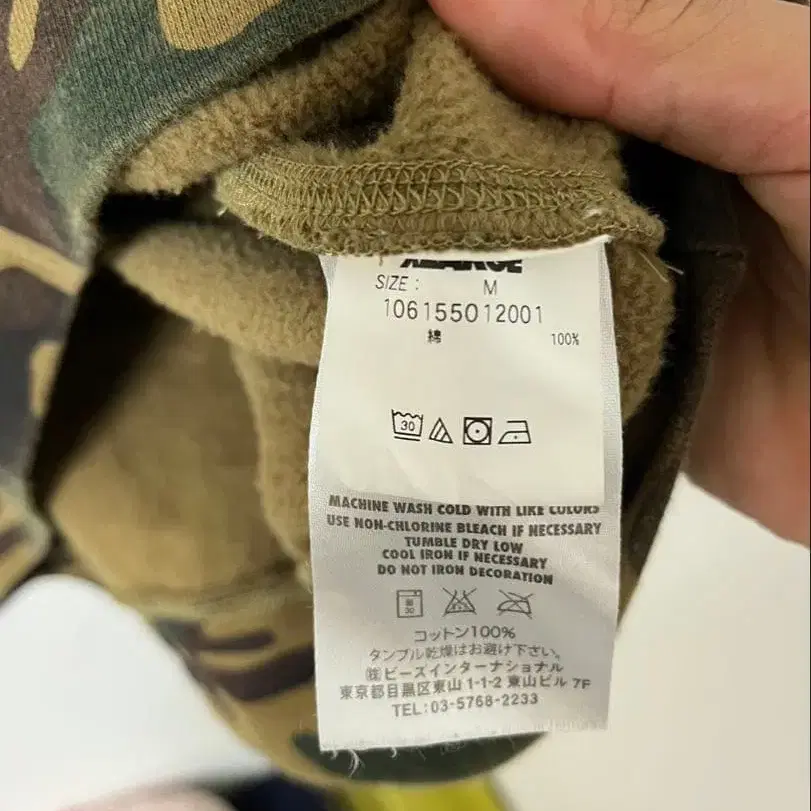 XLARGE
SIZE : M
106155012001
綿 100%
30
MACHINE WASH COLD WITH LIKE COLORS
USE NON-CHLORINE BLEACH IF NECESSARY
TUMBLE DRY LOW
COOL IRON IF NECESSARY
DO NOT IRON DECORATION
30
コットン100%
タンブル乾燥はお避け下さい。
㈱ビーズインターナショナル
東京都目黒区東山 1-1-2 東山ビル 7F
TEL: 03-5768-2233